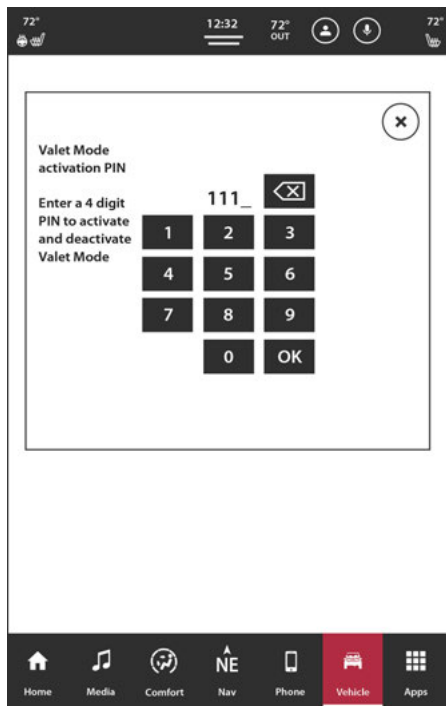 72°
12:32
72°
OUT
72°
Valet Mode
activation PIN
Enter a 4 digit
PIN to activate
and deactivate
Valet Mode
111_
1 2 3
4 5 6
7 8 9
0 OK
NE
Home Media Comfort Nav Phone Vehicle Apps